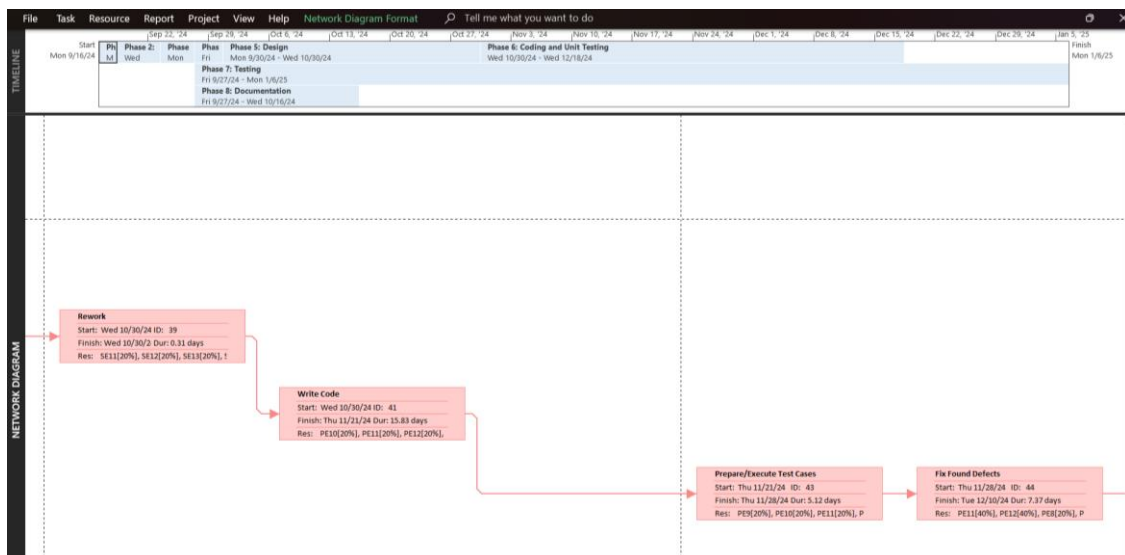 File Task Resource Report Project View Help Network Diagram Format Tell me what you want to do
Sep 22, '24 Sep 29, '24 Oct 6, '24 Oct 13, '24 Oct 20, '24 Oct 27, '24 Nov 3, '24 Nov 10, '24 Nov 17, '24 Nov 24, '24 Dec 1, '24 Dec 8, '24 Dec 15, '24 Dec 22, '24 Dec 29, '24 Jan 5, '25
TIMELINE
Start
Mon 9/16/24
Ph
M
Phase 2:
Wed
Phase
Mon
Phas
Fri
Phase 5: Design
Mon 9/30/24 - Wed 10/30/24
Phase 6: Coding and Unit Testing
Wed 10/30/24 - Wed 12/18/24
Finish
Mon 1/6/25
Phase 7: Testing
Fri 9/27/24 - Mon 1/6/25
Phase 8: Documentation
Fri 9/27/24 - Wed 10/16/24
NETWORK DIAGRAM
Rework
Start: Wed 10/30/24 ID: 39
Finish: Wed 10/30/2 Dur: 0.31 days
Res: SE11[20%], SE12[20%], SE13[20%],
Write Code
Start: Wed 10/30/24 ID: 41
Finish: Thu 11/21/24 Dur: 15.83 days
Res: PE10[20%], PE11[20%], PE12[20%],
Prepare/Execute Test Cases
Start: Thu 11/21/24 ID: 43
Finish: Thu 11/28/24 Dur: 5.12 days
Res: PE9[20%], PE10[20%], PE11[20%], P
Fix Found Defects
Start: Thu 11/28/24 ID: 44
Finish: Tue 12/10/24 Dur: 7.37 days
Res: PE11[40%], PE12[40%], PE8[20%], P